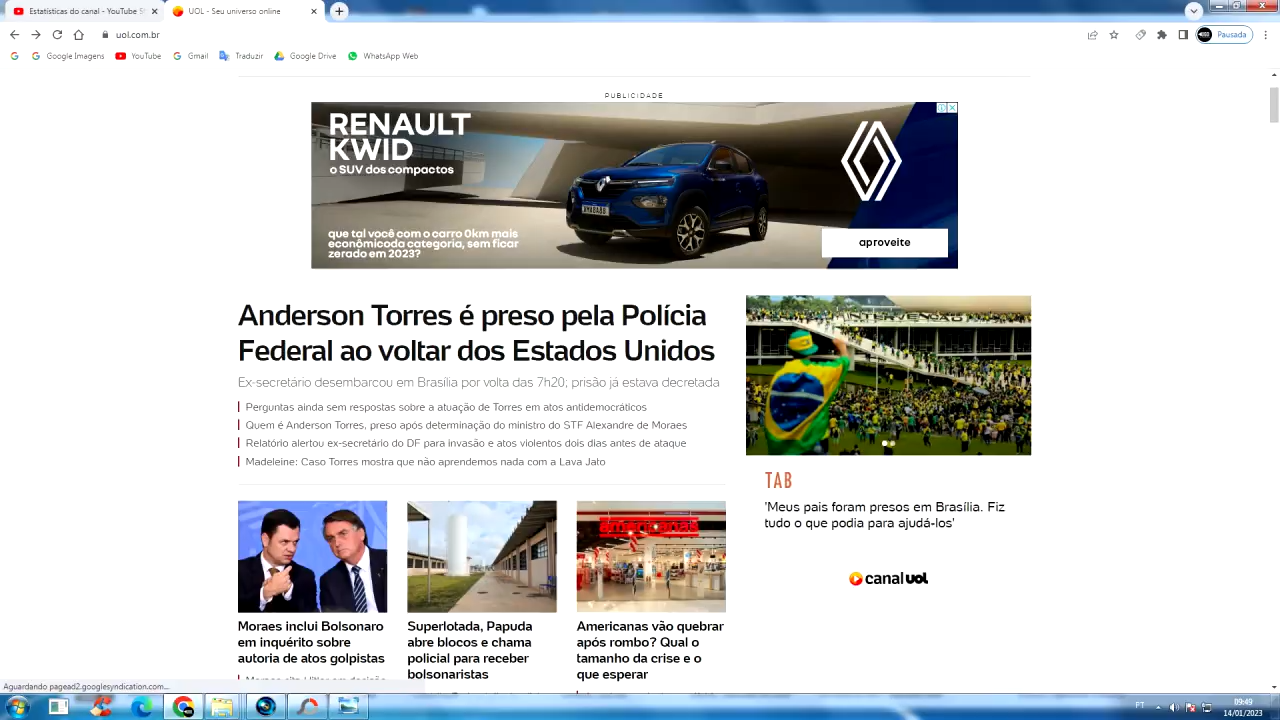 Estatísticas do canal - YouTube S
UOL - Seu universo online
uol.com.br
Pausada
Google Imagens
YouTube
Gmail
Traduzir
Google Drive
WhatsApp Web
PUBLICIDADE
RENAULT
KWID
o SUV dos compactos
que tal você com o carro 0km mais
econômicoda categoria, sem ficar
zerado em 2023?
aproveite
Anderson Torres é preso pela Polícia
Federal ao voltar dos Estados Unidos
Ex-secretário desembarcou em Brasília por volta das 7h20; prisão já estava decretada
Perguntas ainda sem respostas sobre a atuação de Torres em atos antidemocráticos
Quem é Anderson Torres, preso após determinação do ministro do STF Alexandre de Moraes
Relatório alertou ex-secretário do DF para invasão e atos violentos dois dias antes de ataque
Madeleine: Caso Torres mostra que não aprendemos nada com a Lava Jato
TAB
'Meus pais foram presos em Brasília. Fiz
tudo o que podia para ajudá-los'
canal uol
americanas
Moraes inclui Bolsonaro
em inquérito sobre
autoria de atos golpistas
Superlotada, Papuda
abre blocos e chama
policial para receber
bolsonaristas
Americanas vão quebrar
após rombo? Qual o
tamanho da crise e o
que esperar
Aguardando pagead2.googlesyndication.com...
PT
09:49
14/01/2023